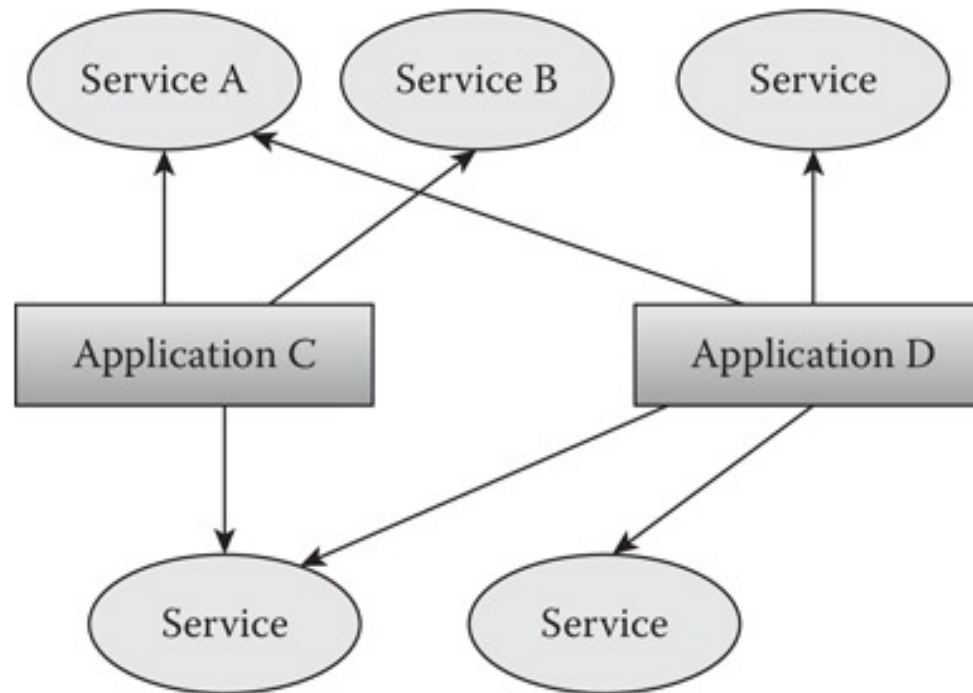 Service A
Service B
Service
Application C
Application D
Service
Service